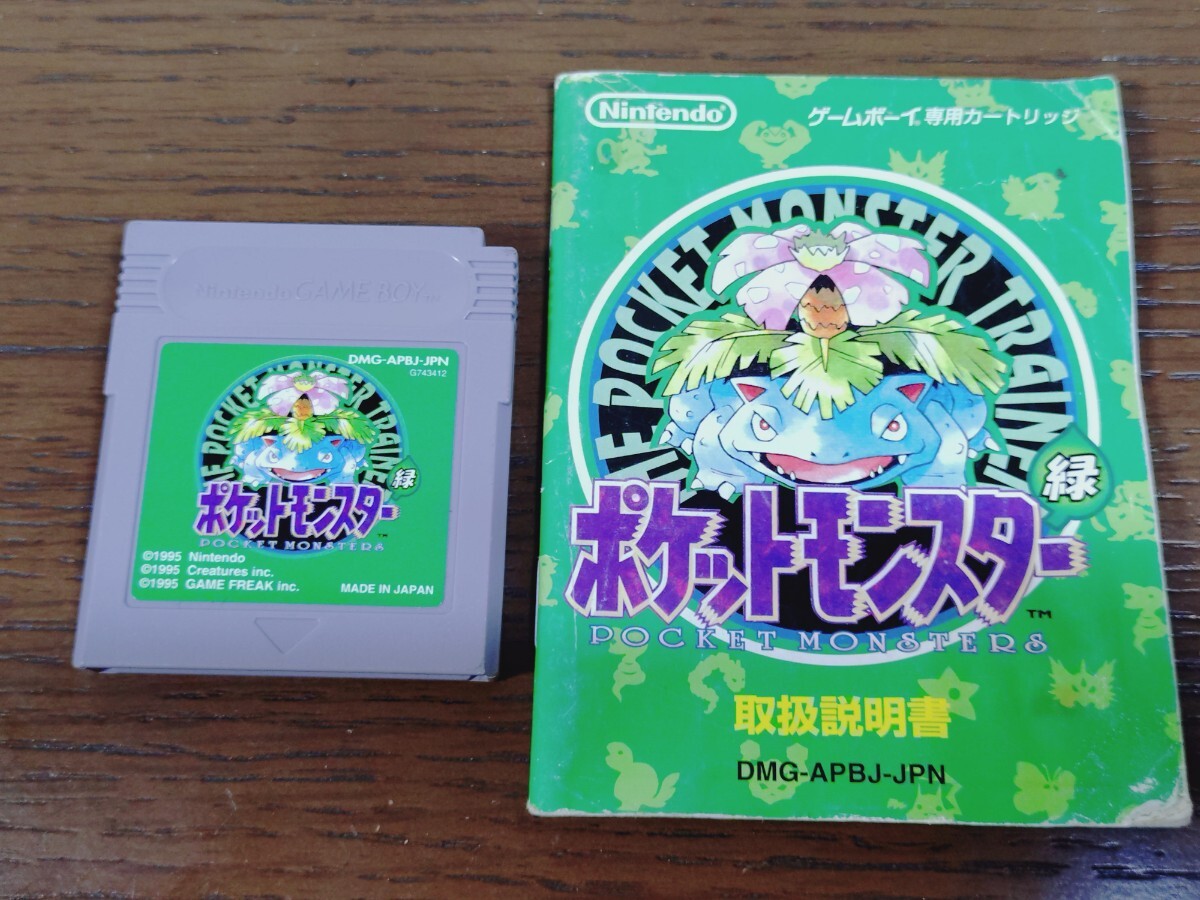 Nintendo GAME BOY TM
DMG-APBJ-JPN
G743412
THE POCKET MONSTER TRAINER
緑
ポケットモンスター
TM
POCKET MONSTERS
©1995 Nintendo
©1995 Creatures inc.
©1995 GAME FREAK inc.
MADE IN JAPAN
Nintendo®
ゲームボーイ®専用カートリッジ
THE POCKET MONSTER TRAINER
緑
ポケットモンスター
TM
POCKET MONSTERS
取扱説明書
DMG-APBJ-JPN